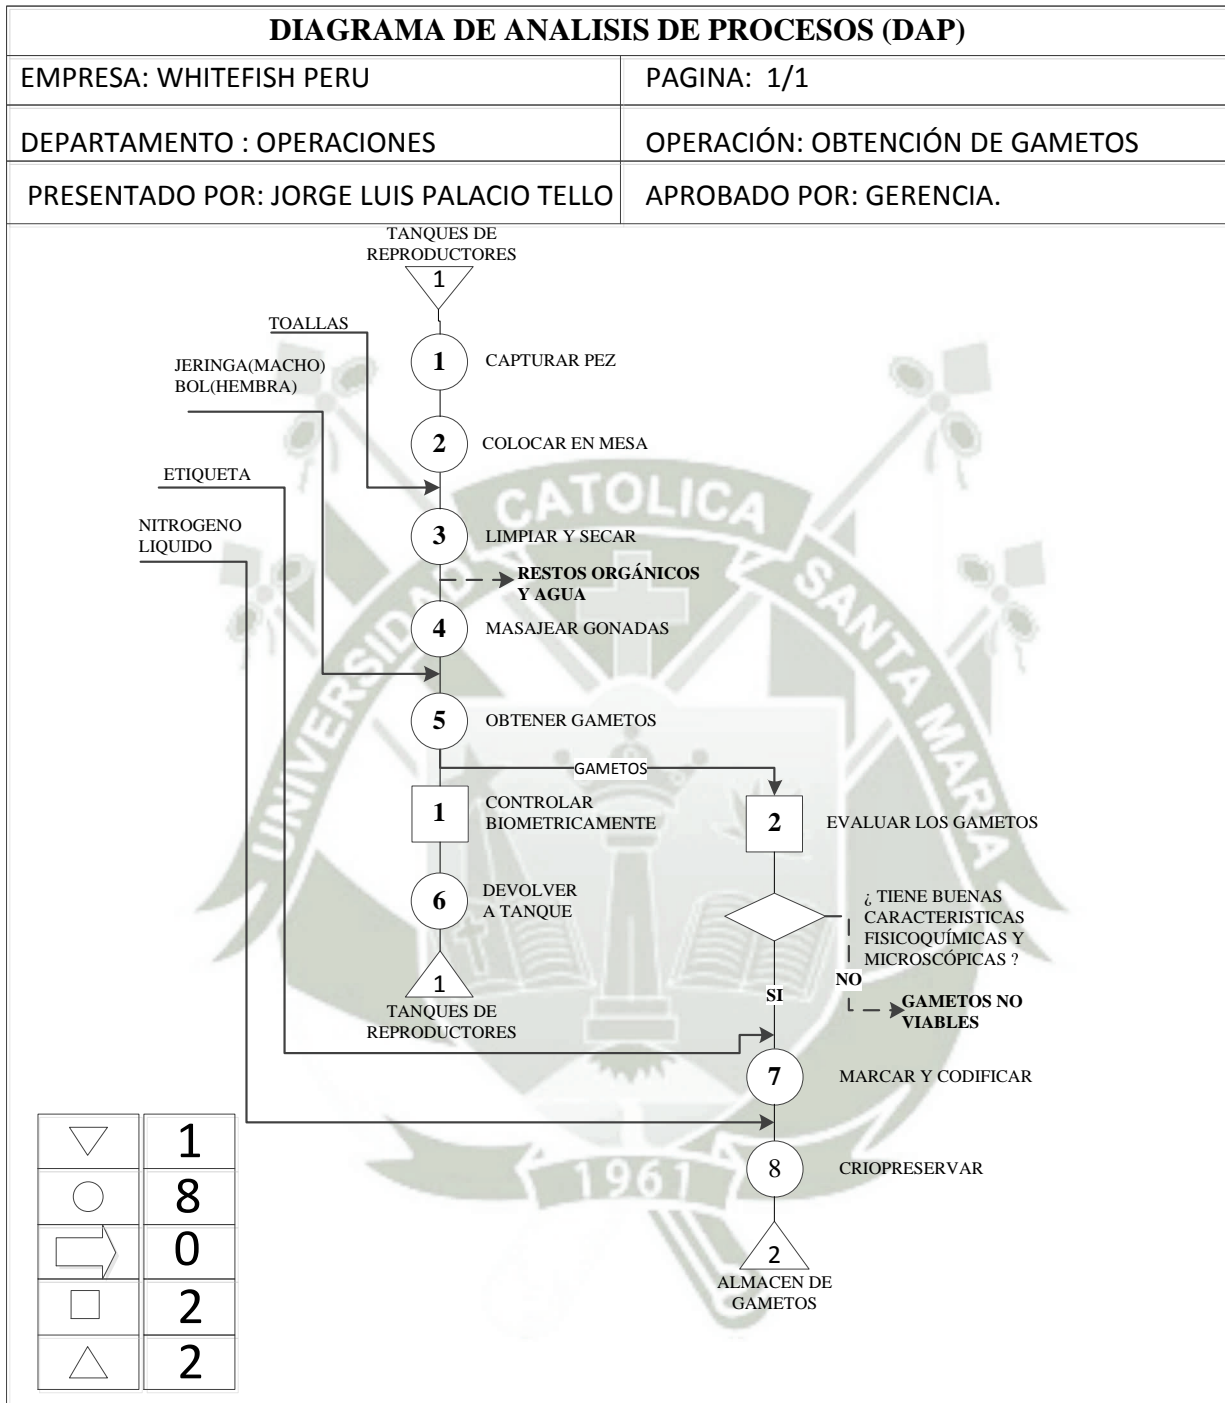 DIAGRAMA DE ANALISIS DE PROCESOS (DAP)
EMPRESA: WHITEFISH PERU
PAGINA: 1/1
DEPARTAMENTO : OPERACIONES
OPERACIÓN: OBTENCIÓN DE GAMETOS
PRESENTADO POR: JORGE LUIS PALACIO TELLO
APROBADO POR: GERENCIA.
TANQUES DE
REPRODUCTORES
1
TOALLAS
1
CAPTURAR PEZ
JERINGA(MACHO)
BOL(HEMBRA)
2
COLOCAR EN MESA
ETIQUETA
NITROGENO
LIQUIDO
3
LIMPIAR Y SECAR
RESTOS ORGÁNICOS
Y AGUA
4
MASAJEAR GONADAS
5
OBTENER GAMETOS
GAMETOS
1
CONTROLAR
BIOMETRICAMENTE
2
EVALUAR LOS GAMETOS
6
DEVOLVER
A TANQUE
¿ TIENE BUENAS
CARACTERISTICAS
FISICOQUÍMICAS Y
MICROSCÓPICAS ?
NO
SI
GAMETOS NO
VIABLES
1
TANQUES DE
REPRODUCTORES
7
MARCAR Y CODIFICAR
8
CRIOPRESERVAR
2
ALMACEN DE
GAMETOS
1
8
0
2
2
UNIVERSIDAD CATOLICA SANTA MARIA
1961